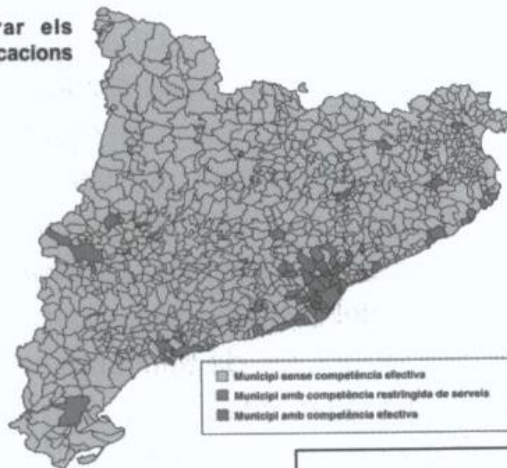 var els
cacions
Municipi sense competència efectiva
Municipi amb competència restringida de serveis
Municipi amb competència efectiva